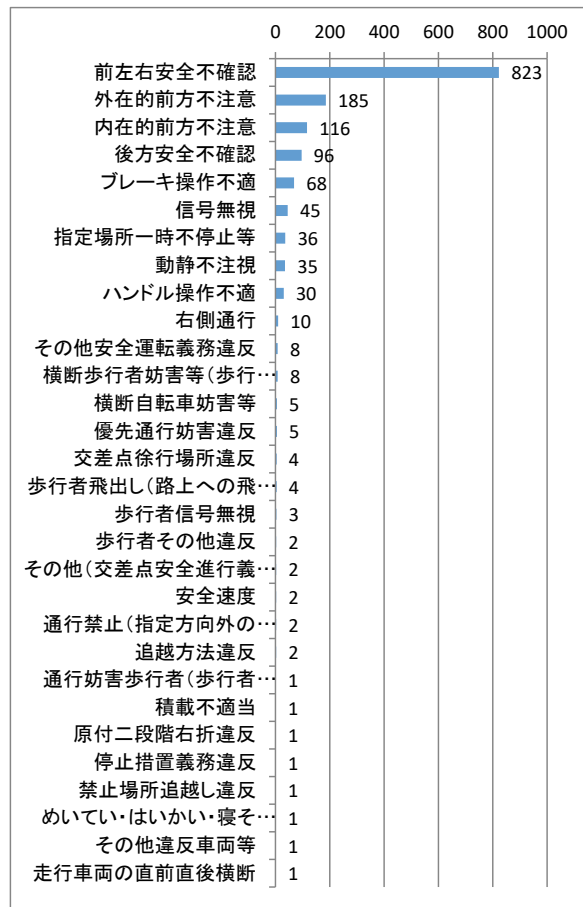 0 200 400 600 800 1000
前左右安全不確認 823
外在的前方不注意 185
内在的前方不注意 116
後方安全不確認 96
ブレーキ操作不適 68
信号無視 45
指定場所一時不停止等 36
動静不注視 35
ハンドル操作不適 30
右側通行 10
その他安全運転義務違反 8
横断歩行者妨害等（歩行… 8
横断自転車妨害等 5
優先通行妨害違反 5
交差点徐行場所違反 4
歩行者飛出し（路上への飛… 4
歩行者信号無視 3
歩行者その他違反 2
その他（交差点安全進行義… 2
安全速度 2
通行禁止（指定方向外の… 2
追越方法違反 2
通行妨害歩行者（歩行者… 1
積載不適当 1
原付二段階右折違反 1
停止措置義務違反 1
禁止場所追越し違反 1
めいてい・はいかい・寝そ… 1
その他違反車両等 1
走行車両の直前直後横断 1